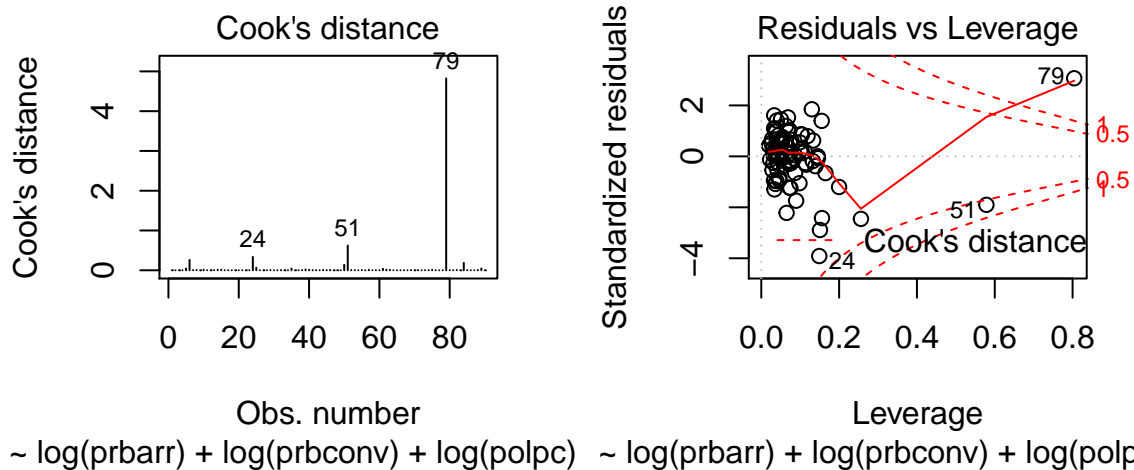 Cook's distance
Cook's distance
0 2 4
79
24
51
0 20 40 60 80
Obs. number
~ log(prbarr) + log(prbconv) + log(polpc)
Residuals vs Leverage
Standardized residuals
−4 0 2
79
1
0.5
0.5
1
51
24
Cook's distance
0.0 0.2 0.4 0.6 0.8
Leverage
~ log(prbarr) + log(prbconv) + log(polp